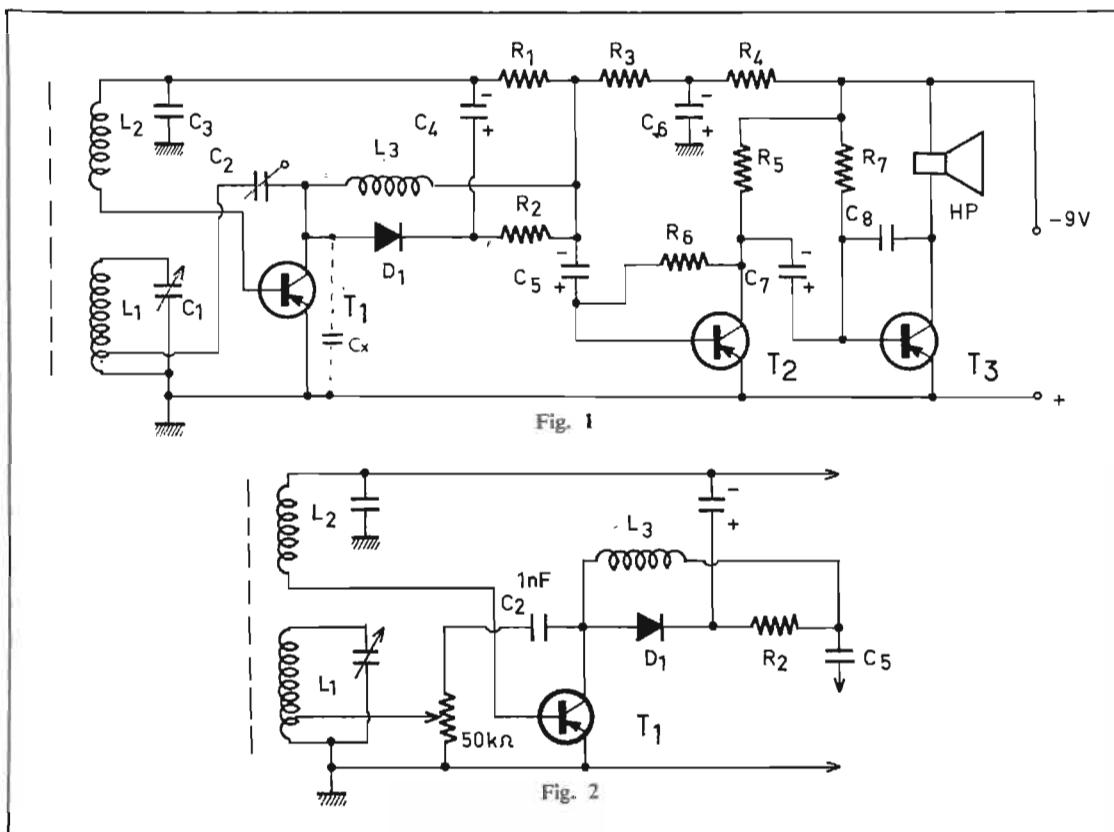 R1
R3
R4
L2
C3
C4
-
+
C6
-
+
C2
L3
R5
R7
HP
-9V
R2
C8
D1
C5
-
+
R6
C7
-
L1
C1
T1
Cx
T2
T3
+
Fig. 1
L2
-
+
L3
1nF
C2
D1
R2
C5
L1
50kΩ
T1
Fig. 2